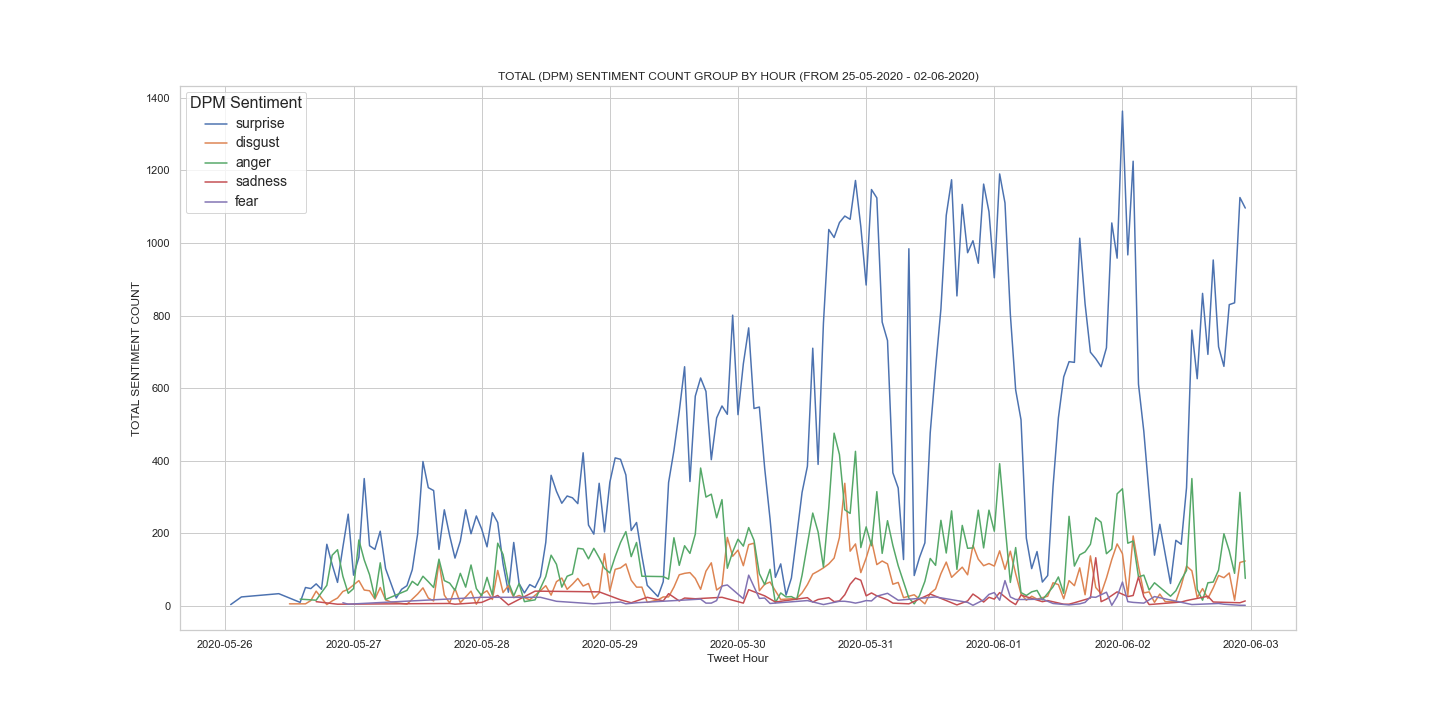 TOTAL (DPM) SENTIMENT COUNT GROUP BY HOUR (FROM 25-05-2020 - 02-06-2020)
DPM Sentiment
surprise
disgust
anger
sadness
fear
TOTAL SENTIMENT COUNT
1400
1200
1000
800
600
400
200
0
2020-05-26
2020-05-27
2020-05-28
2020-05-29
2020-05-30
2020-05-31
2020-06-01
2020-06-02
2020-06-03
Tweet Hour